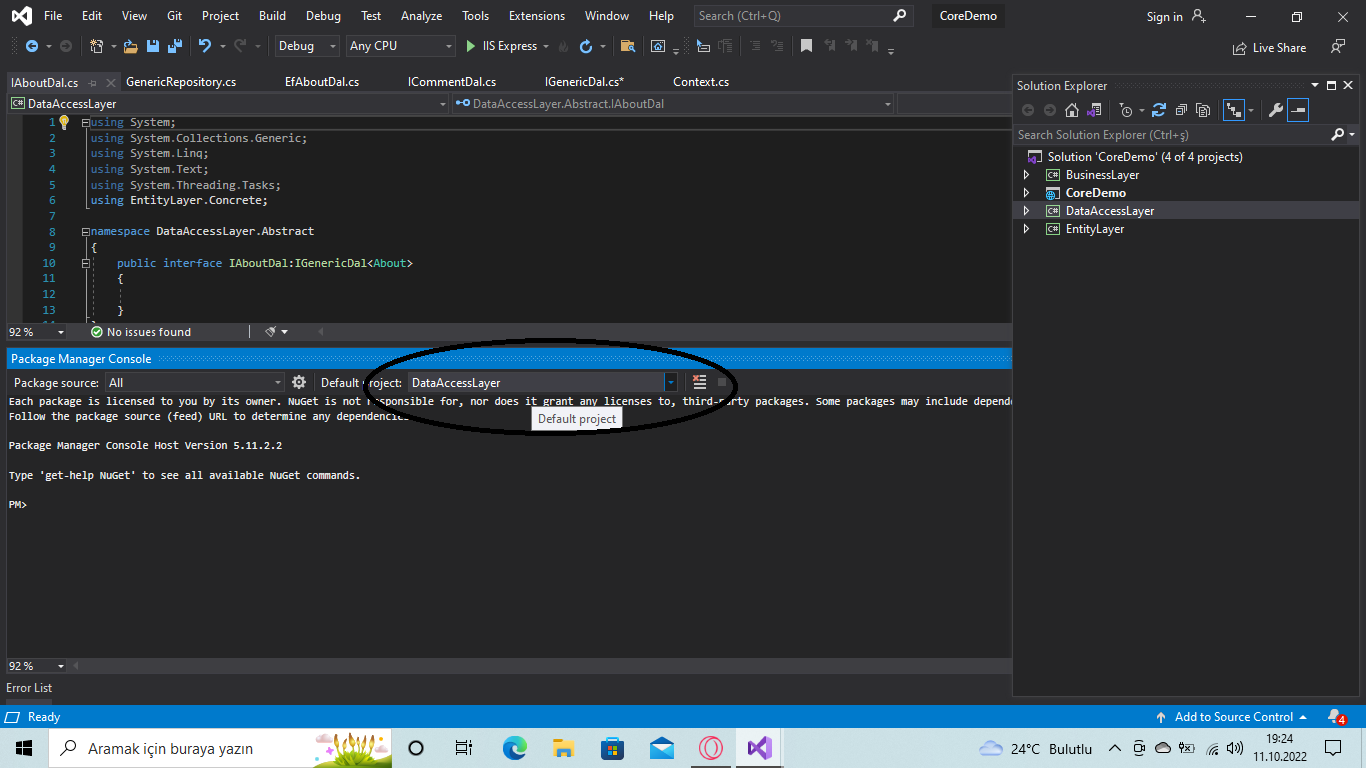 File Edit View Git Project Build Debug Test Analyze Tools Extensions Window Help Search (Ctrl+Q) CoreDemo Sign in
Debug Any CPU IIS Express Live Share
IAboutDal.cs GenericRepository.cs EfAboutDal.cs ICommentDal.cs IGenericDal.cs* Context.cs
C# DataAccessLayer DataAccessLayer.Abstract.IAboutDal
1 using System;
2 using System.Collections.Generic;
3 using System.Linq;
4 using System.Text;
5 using System.Threading.Tasks;
6 using EntityLayer.Concrete;
7
8 namespace DataAccessLayer.Abstract
9 {
10 public interface IAboutDal:IGenericDal<About>
11 {
12
13 }
92 % No issues found
Package Manager Console
Package source: All Default project: DataAccessLayer
Each package is licensed to you by its owner. NuGet is not responsible for, nor does it grant any licenses to, third-party packages. Some packages may include depend
Follow the package source (feed) URL to determine any dependencie
Default project
Package Manager Console Host Version 5.11.2.2
Type 'get-help NuGet' to see all available NuGet commands.
PM>
92 %
Error List
Solution Explorer
Search Solution Explorer (Ctrl+ş)
Solution 'CoreDemo' (4 of 4 projects)
C# BusinessLayer
CoreDemo
C# DataAccessLayer
C# EntityLayer
Ready Add to Source Control 4
Aramak için buraya yazın 24°C Bulutlu 19:24
11.10.2022